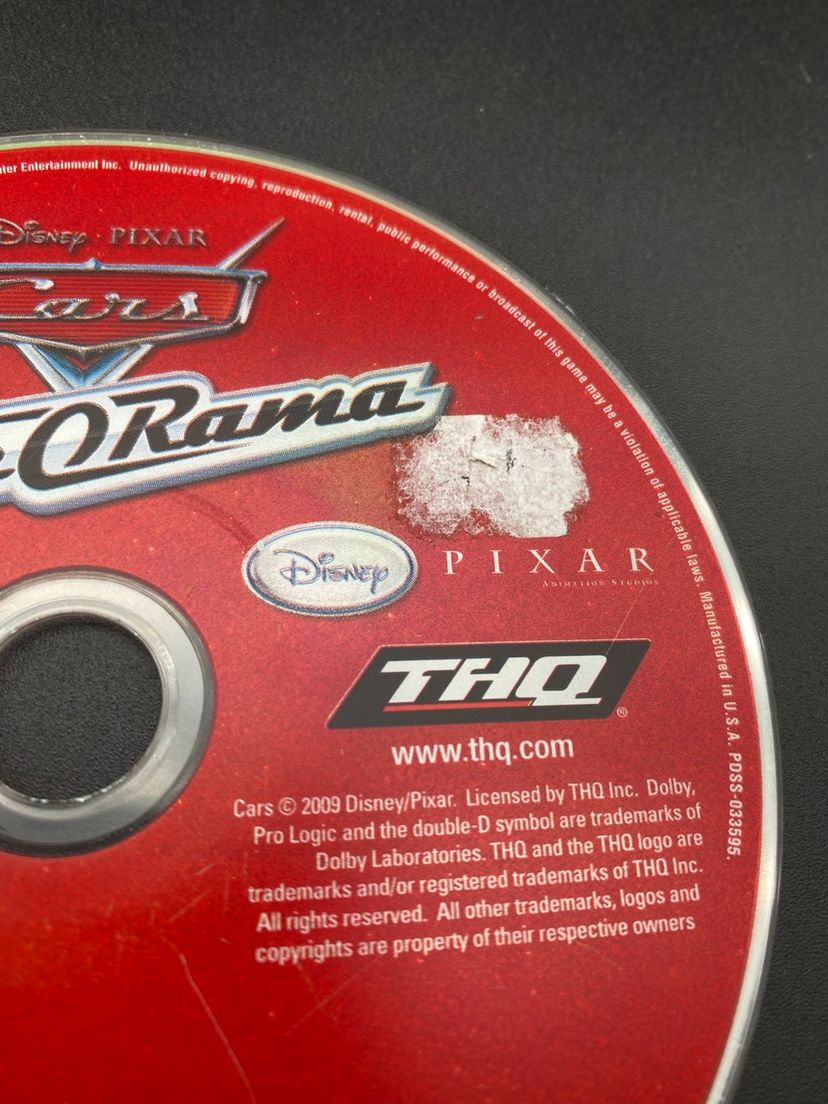 Entertainment Inc. Unauthorized copying, reproduction, rental, public performance or broadcast of this game may be a violation of applicable laws. Manufactured in U.S.A. PDSS-033595.
Disney · PIXAR
Cars
ORama
Disney
PIXAR
ANIMATION STUDIOS
THQ
®
www.thq.com
Cars © 2009 Disney/Pixar. Licensed by THQ Inc. Dolby,
Pro Logic and the double-D symbol are trademarks of
Dolby Laboratories. THQ and the THQ logo are
trademarks and/or registered trademarks of THQ Inc.
All rights reserved. All other trademarks, logos and
copyrights are property of their respective owners